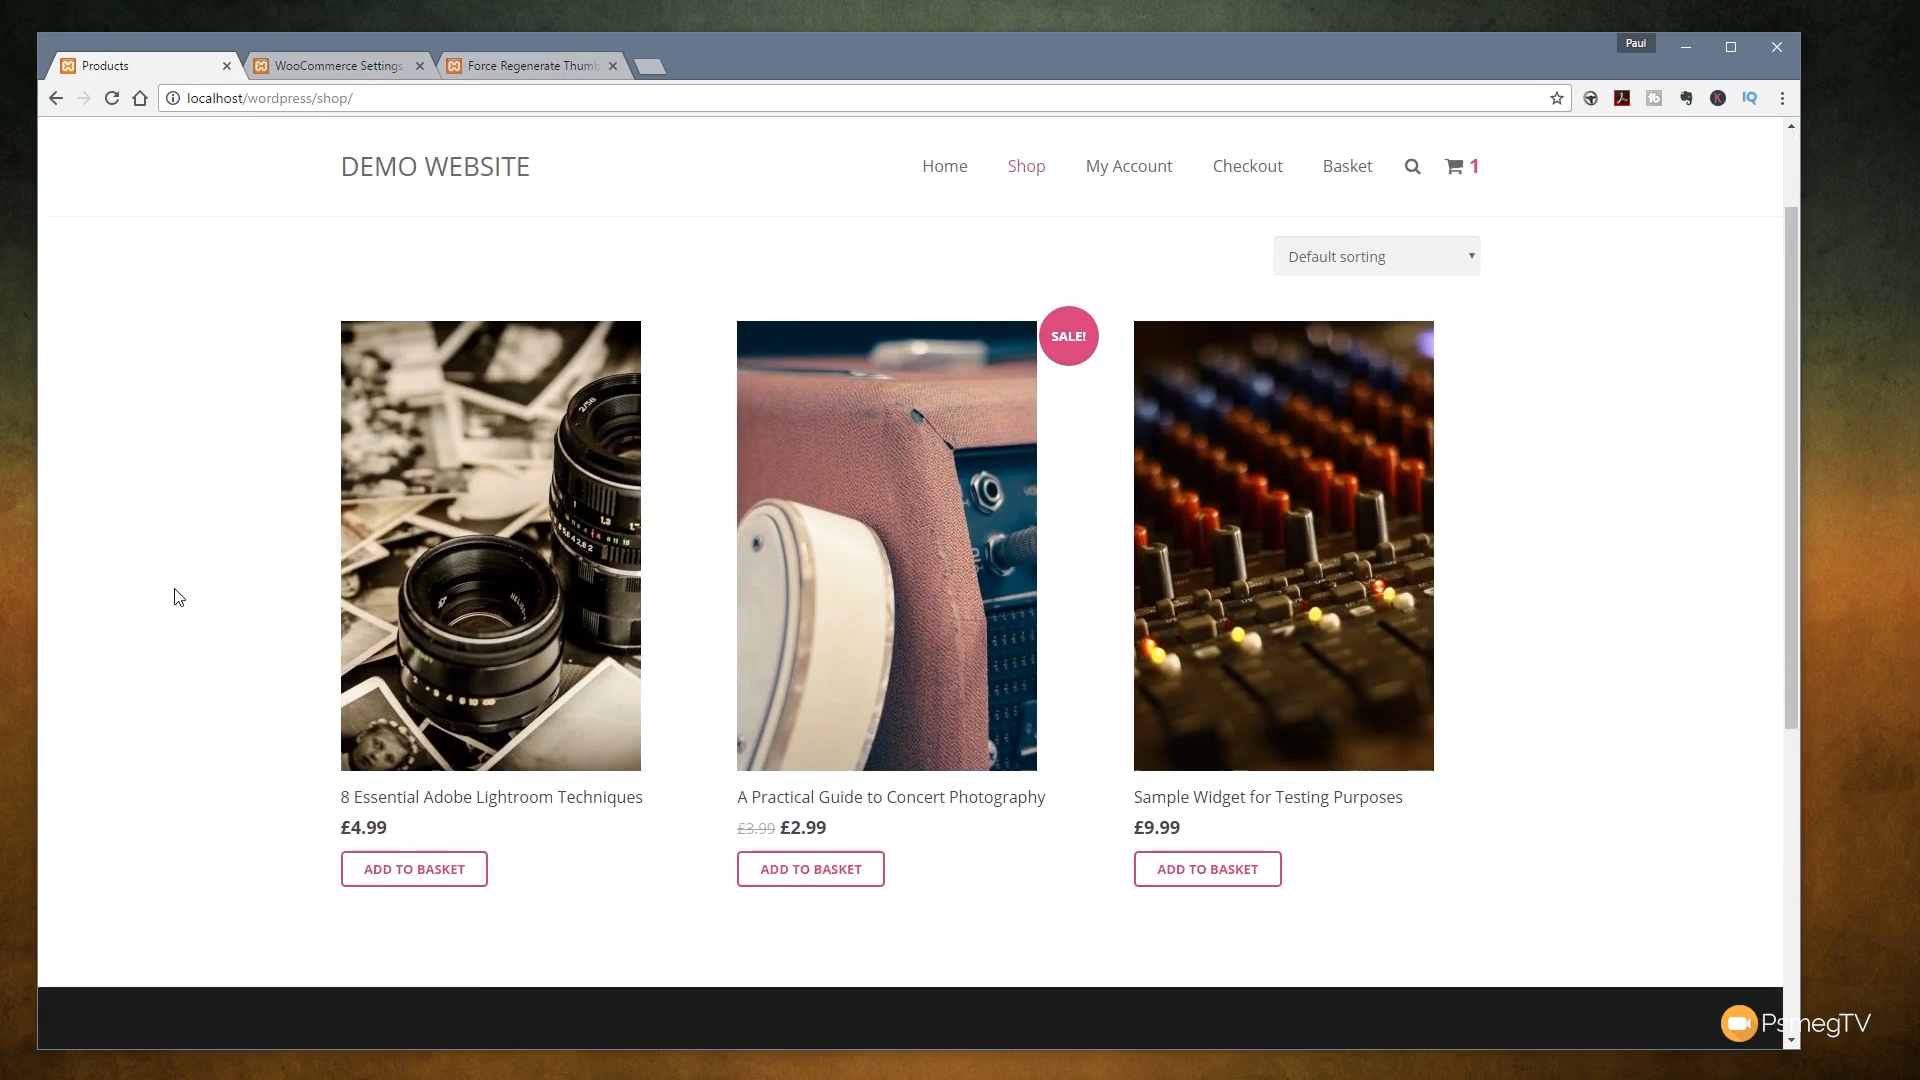 Paul
Products
WooCommerce Settings
Force Regenerate Thumb
localhost/wordpress/shop/
IQ
DEMO WEBSITE
Home
Shop
My Account
Checkout
Basket
1
Default sorting
SALE!
8 Essential Adobe Lightroom Techniques
£4.99
ADD TO BASKET
A Practical Guide to Concert Photography
£3.99 £2.99
ADD TO BASKET
Sample Widget for Testing Purposes
£9.99
ADD TO BASKET
PsmegTV